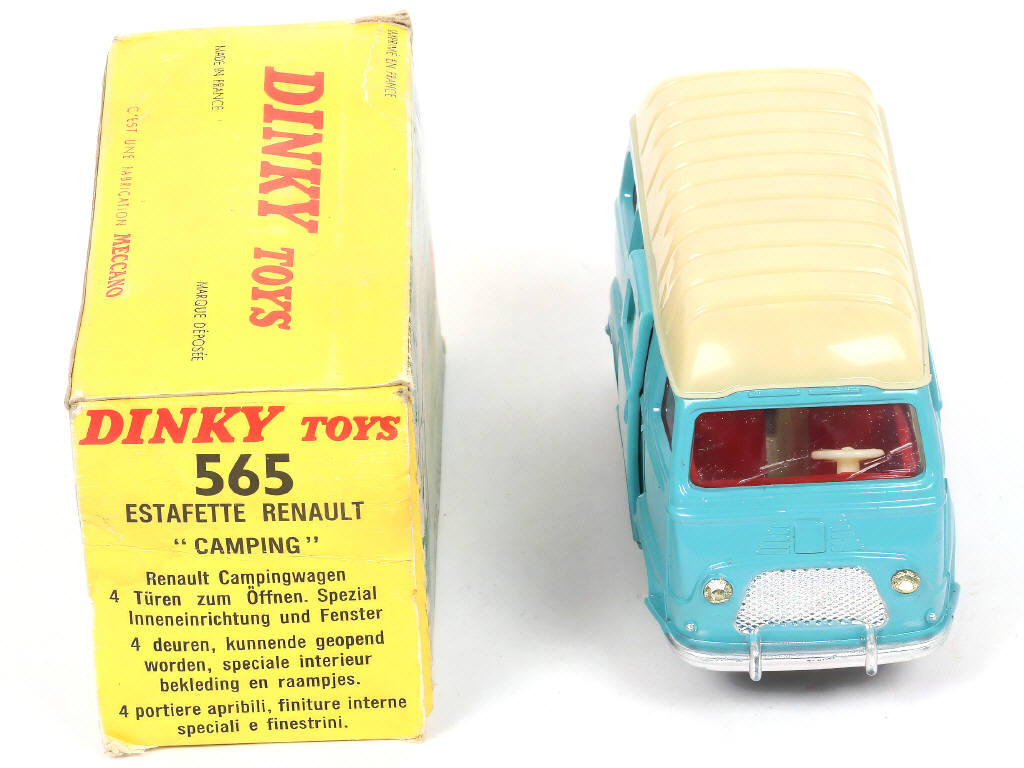 IMPRIMÉ EN FRANCE
DINKY TOYS
MADE IN FRANCE
MARQUE DÉPOSÉE
C'EST UNE FABRICATION MECCANO
DINKY TOYS
565
ESTAFETTE RENAULT
"CAMPING"
Renault Campingwagen
4 Türen zum Öffnen. Spezial
Inneneinrichtung und Fenster
4 deuren, kunnende geopend
worden, speciale interieur
bekleding en raampjes.
4 portiere apribili, finiture interne
speciali e finestrini.